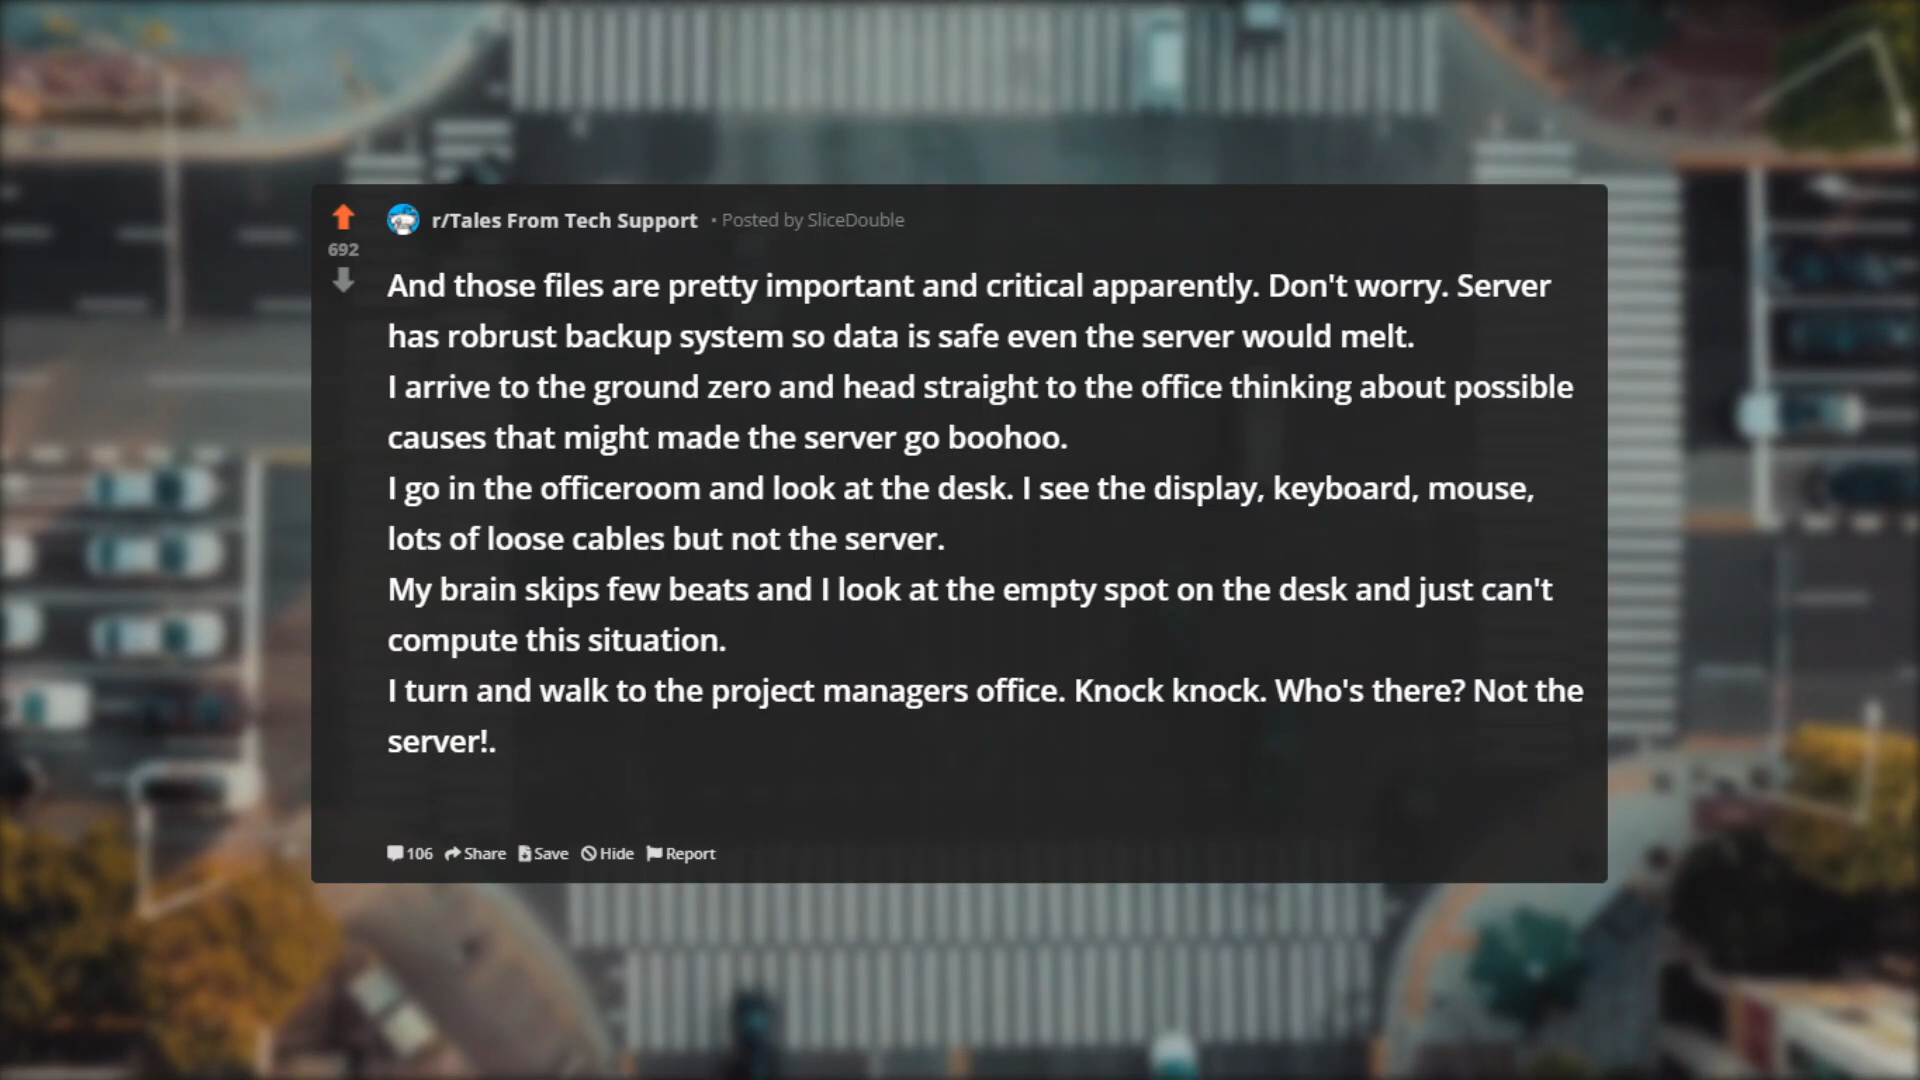 r/Tales From Tech Support • Posted by SliceDouble
692
And those files are pretty important and critical apparently. Don't worry. Server
has robrust backup system so data is safe even the server would melt.
I arrive to the ground zero and head straight to the office thinking about possible
causes that might made the server go boohoo.
I go in the officeroom and look at the desk. I see the display, keyboard, mouse,
lots of loose cables but not the server.
My brain skips few beats and I look at the empty spot on the desk and just can't
compute this situation.
I turn and walk to the project managers office. Knock knock. Who's there? Not the
server!.
106 Share Save Hide Report